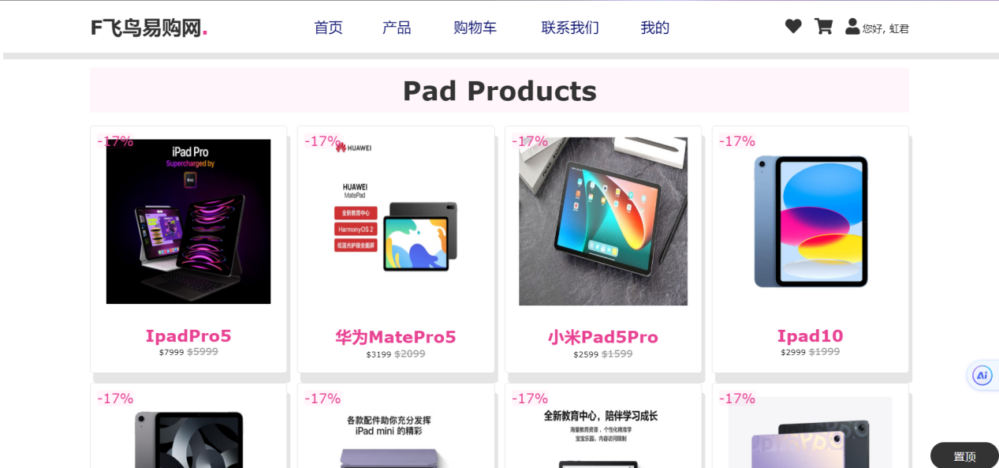 F飞鸟易购网.
首页 产品 购物车 联系我们 我的
您好, 虹君
Pad Products
-17%
iPad Pro
Supercharged by
IpadPro5
$7999 $5999
-17%
HUAWEI
HUAWEI
MatePad
全新教育中心
HarmonyOS 2
低蓝光护眼全面屏
华为MatePro5
$3199 $2099
-17%
小米Pad5Pro
$2599 $1599
-17%
Ipad10
$2999 $1999
-17%
-17%
各款配件助你充分发挥
iPad mini 的精彩
-17%
全新教育中心，陪伴学习成长
海量教育资源，个性化精准学
宝宝乐园，内容访问限制
-17%
Ai
置顶